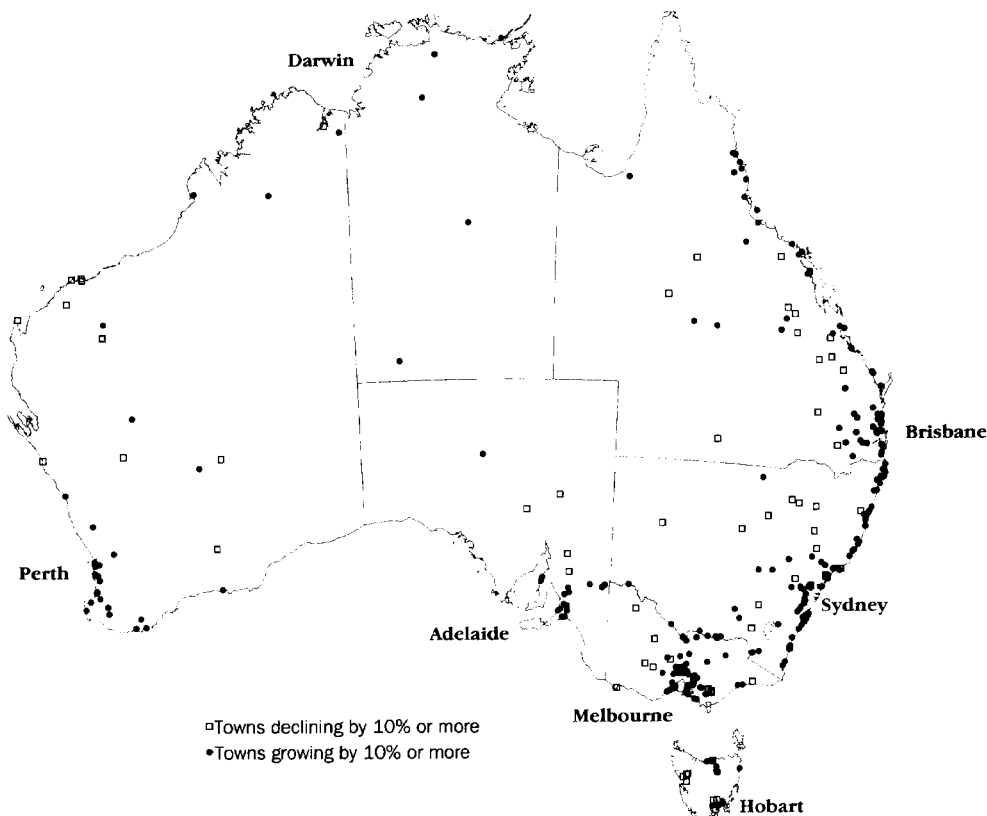 Darwin
Brisbane
Perth
Sydney
Adelaide
Melbourne
Towns declining by 10% or more
Towns growing by 10% or more
Hobart